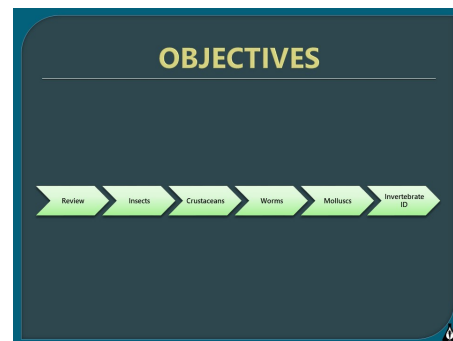 OBJECTIVES
Review
Insects
Crustaceans
Worms
Molluscs
Invertebrate
ID